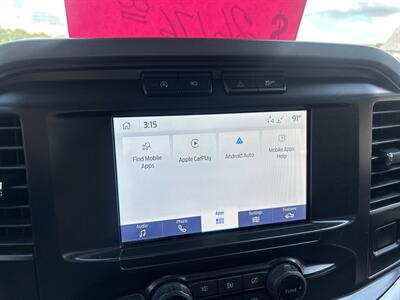 3:15
91°
Find Mobile
Apps
Apple CarPlay
Android Auto
Mobile Apps
Help
Audio
Phone
Apps
Settings
Features